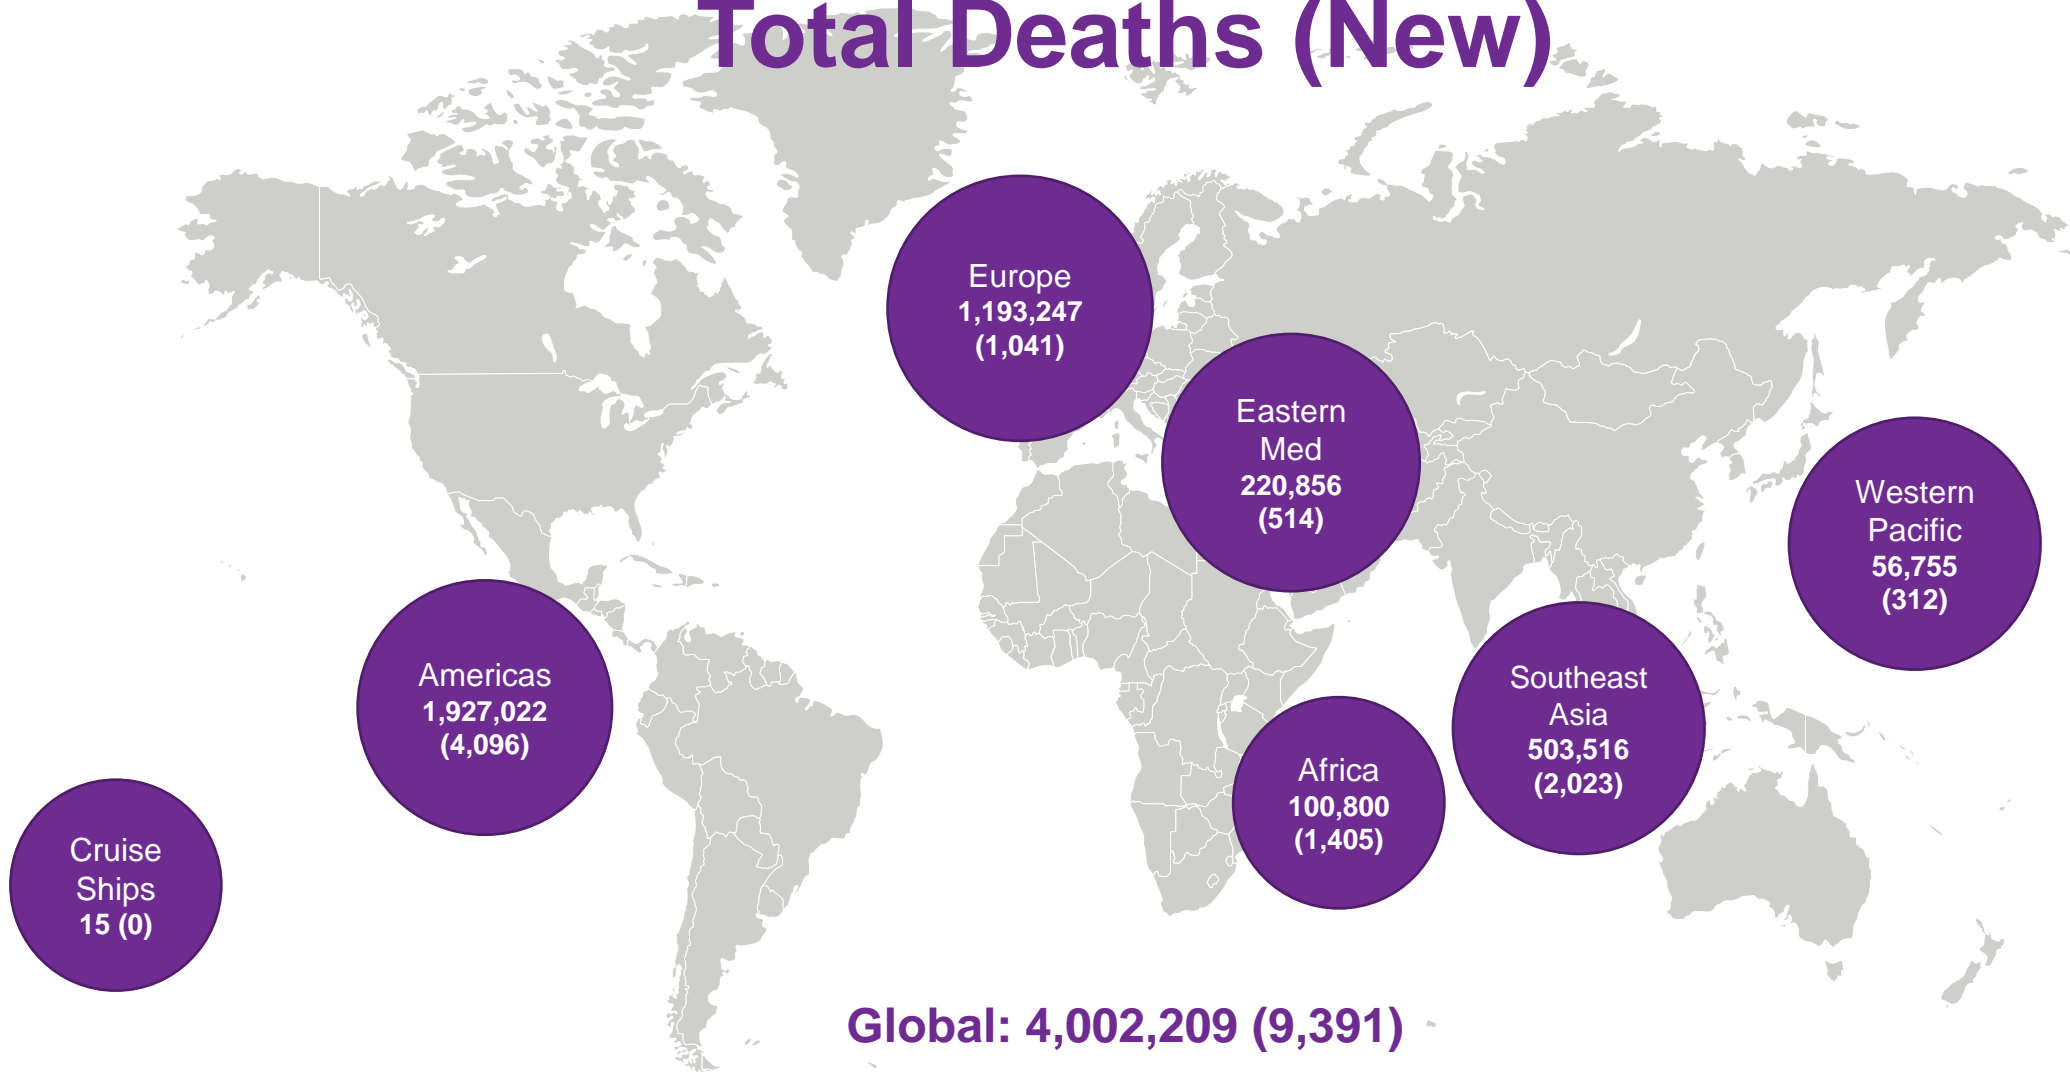 Total Deaths (New)
Europe
1,193,247
(1,041)
Eastern
Med
220,856
(514)
Western
Pacific
56,755
(312)
Americas
1,927,022
(4,096)
Southeast
Asia
503,516
(2,023)
Africa
100,800
(1,405)
Cruise
Ships
15 (0)
Global: 4,002,209 (9,391)